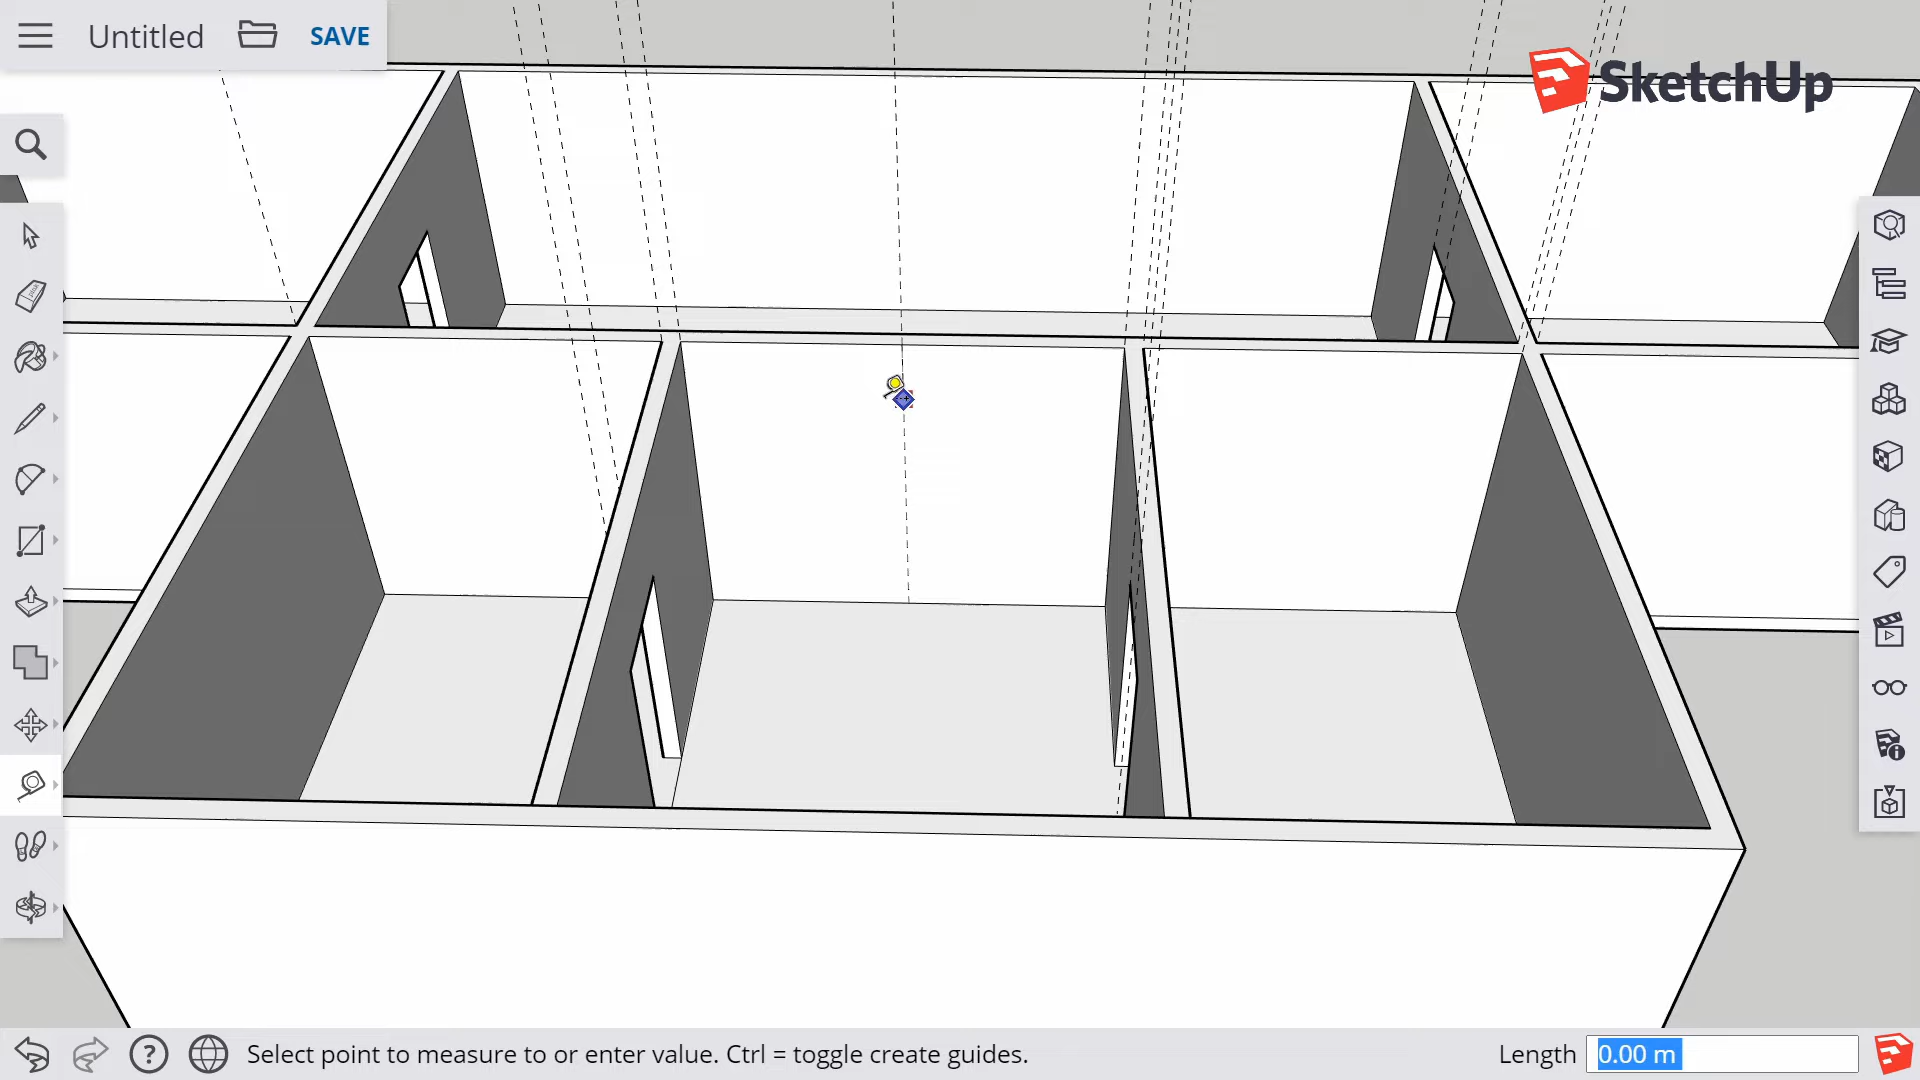 Untitled
SAVE
SketchUp
Select point to measure to or enter value. Ctrl = toggle create guides.
Length
0.00 m